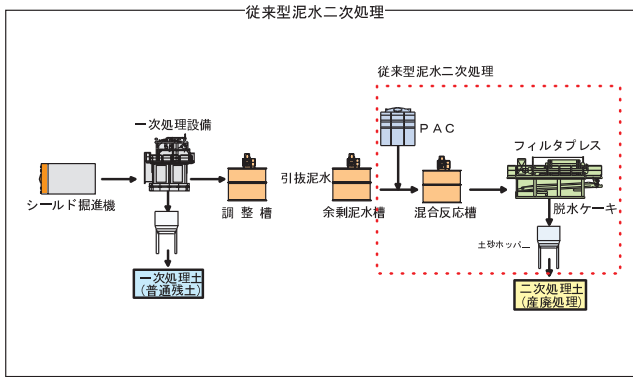 従来型泥水二次処理
従来型泥水二次処理
一次処理設備
PAC
フィルタプレス
引抜泥水
シールド掘進機
調整槽
余剰泥水槽
混合反応槽
脱水ケーキ
土砂ホッパー
一次処理土
(普通残土)
二次処理土
(産廃処理)